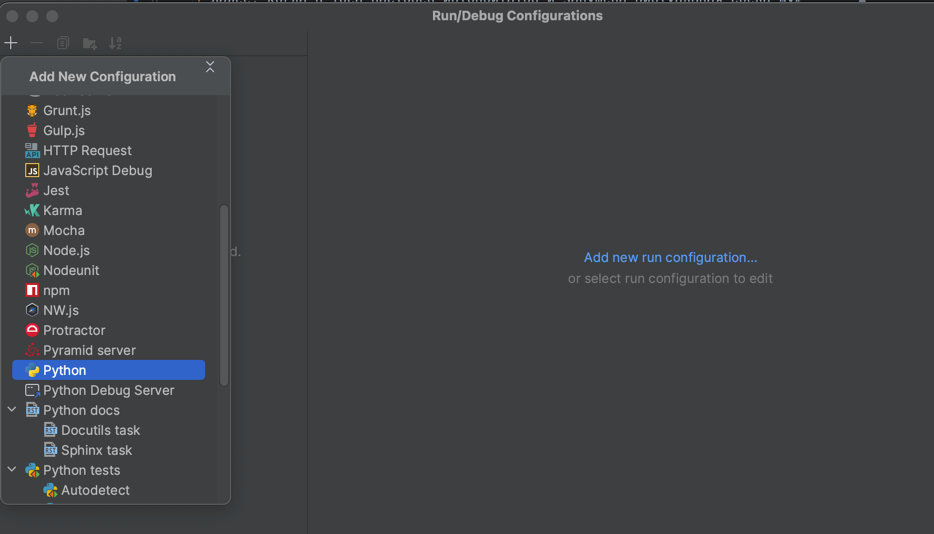 Run/Debug Configurations
Add New Configuration
Grunt.js
Gulp.js
HTTP Request
JavaScript Debug
Jest
Karma
Mocha
Node.js
Nodeunit
npm
NW.js
Protractor
Pyramid server
Python
Python Debug Server
Python docs
Docutils task
Sphinx task
Python tests
Autodetect
d.
Add new run configuration...
or select run configuration to edit